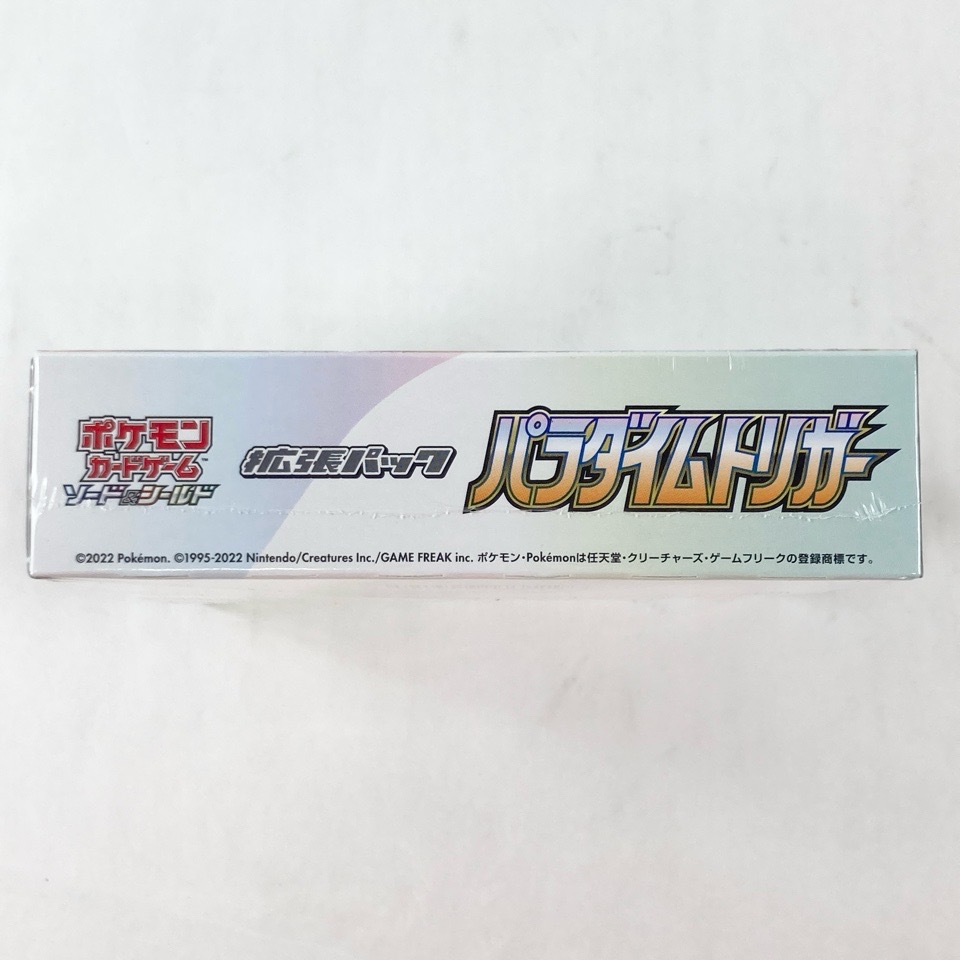 ポケモン
カードゲーム™
ソード&シールド
拡張パック
パラダイムトリガー
©2022 Pokémon. ©1995-2022 Nintendo/Creatures Inc./GAME FREAK inc. ポケモン・Pokémonは任天堂・クリーチャーズ・ゲームフリークの登録商標です。